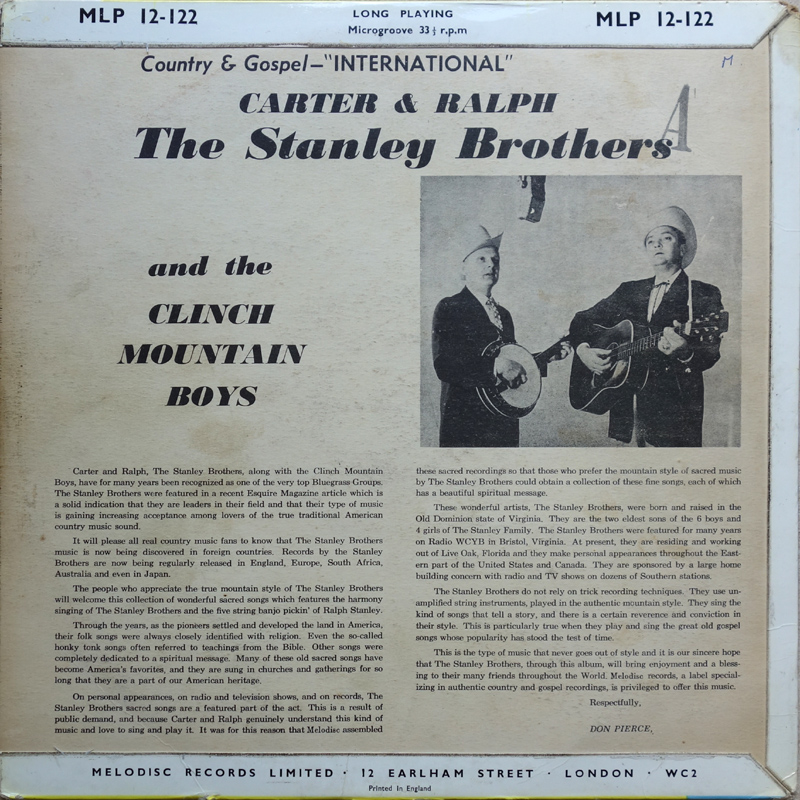 MLP 12-122
LONG PLAYING
Microgroove 33⅓ r.p.m
MLP 12-122
Country & Gospel—"INTERNATIONAL"
M
CARTER & RALPH
A
The Stanley Brothers
and the
CLINCH
MOUNTAIN
BOYS
Carter and Ralph, The Stanley Brothers, along with the Clinch Mountain
Boys, have for many years been recognized as one of the very top Bluegrass Groups.
The Stanley Brothers were featured in a recent Esquire Magazine article which is
a solid indication that they are leaders in their field and that their type of music
is gaining increasing acceptance among lovers of the true traditional American
country music sound.
It will please all real country music fans to know that The Stanley Brothers
music is now being discovered in foreign countries. Records by the Stanley
Brothers are now being regularly released in England, Europe, South Africa,
Australia and even in Japan.
The people who appreciate the true mountain style of The Stanley Brothers
will welcome this collection of wonderful sacred songs which features the harmony
singing of The Stanley Brothers and the five string banjo pickin' of Ralph Stanley.
Through the years, as the pioneers settled and developed the land in America,
their folk songs were always closely identified with religion. Even the so-called
honky tonk songs often referred to teachings from the Bible. Other songs were
completely dedicated to a spiritual message. Many of these old sacred songs have
become America's favorites, and they are sung in churches and gatherings for so
long that they are a part of our American heritage.
On personal appearances, on radio and television shows, and on records, The
Stanley Brothers sacred songs are a featured part of the act. This is a result of
public demand, and because Carter and Ralph genuinely understand this kind of
music and love to sing and play it. It was for this reason that Melodisc assembled
these sacred recordings so that those who prefer the mountain style of sacred music
by The Stanley Brothers could obtain a collection of these fine songs, each of which
has a beautiful spiritual message.
These wonderful artists, The Stanley Brothers, were born and raised in the
Old Dominion state of Virginia. They are the two eldest sons of the 6 boys and
4 girls of The Stanley Family. The Stanley Brothers were featured for many years
on Radio WCYB in Bristol, Virginia. At present, they are residing and working
out of Live Oak, Florida and they make personal appearances throughout the East-
ern part of the United States and Canada. They are sponsored by a large home
building concern with radio and TV shows on dozens of Southern stations.
The Stanley Brothers do not rely on trick recording techniques. They use un-
amplified string instruments, played in the authentic mountain style. They sing the
kind of songs that tell a story, and there is a certain reverence and conviction in
their style. This is particularly true when they play and sing the great old gospel
songs whose popularity has stood the test of time.
This is the type of music that never goes out of style and it is our sincere hope
that The Stanley Brothers, through this album, will bring enjoyment and a bless-
ing to their many friends throughout the World. Melodisc records, a label special-
izing in authentic country and gospel recordings, is privileged to offer this music.
Respectfully,
DON PIERCE,
MELODISC RECORDS LIMITED · 12 EARLHAM STREET · LONDON · WC2
Printed in England